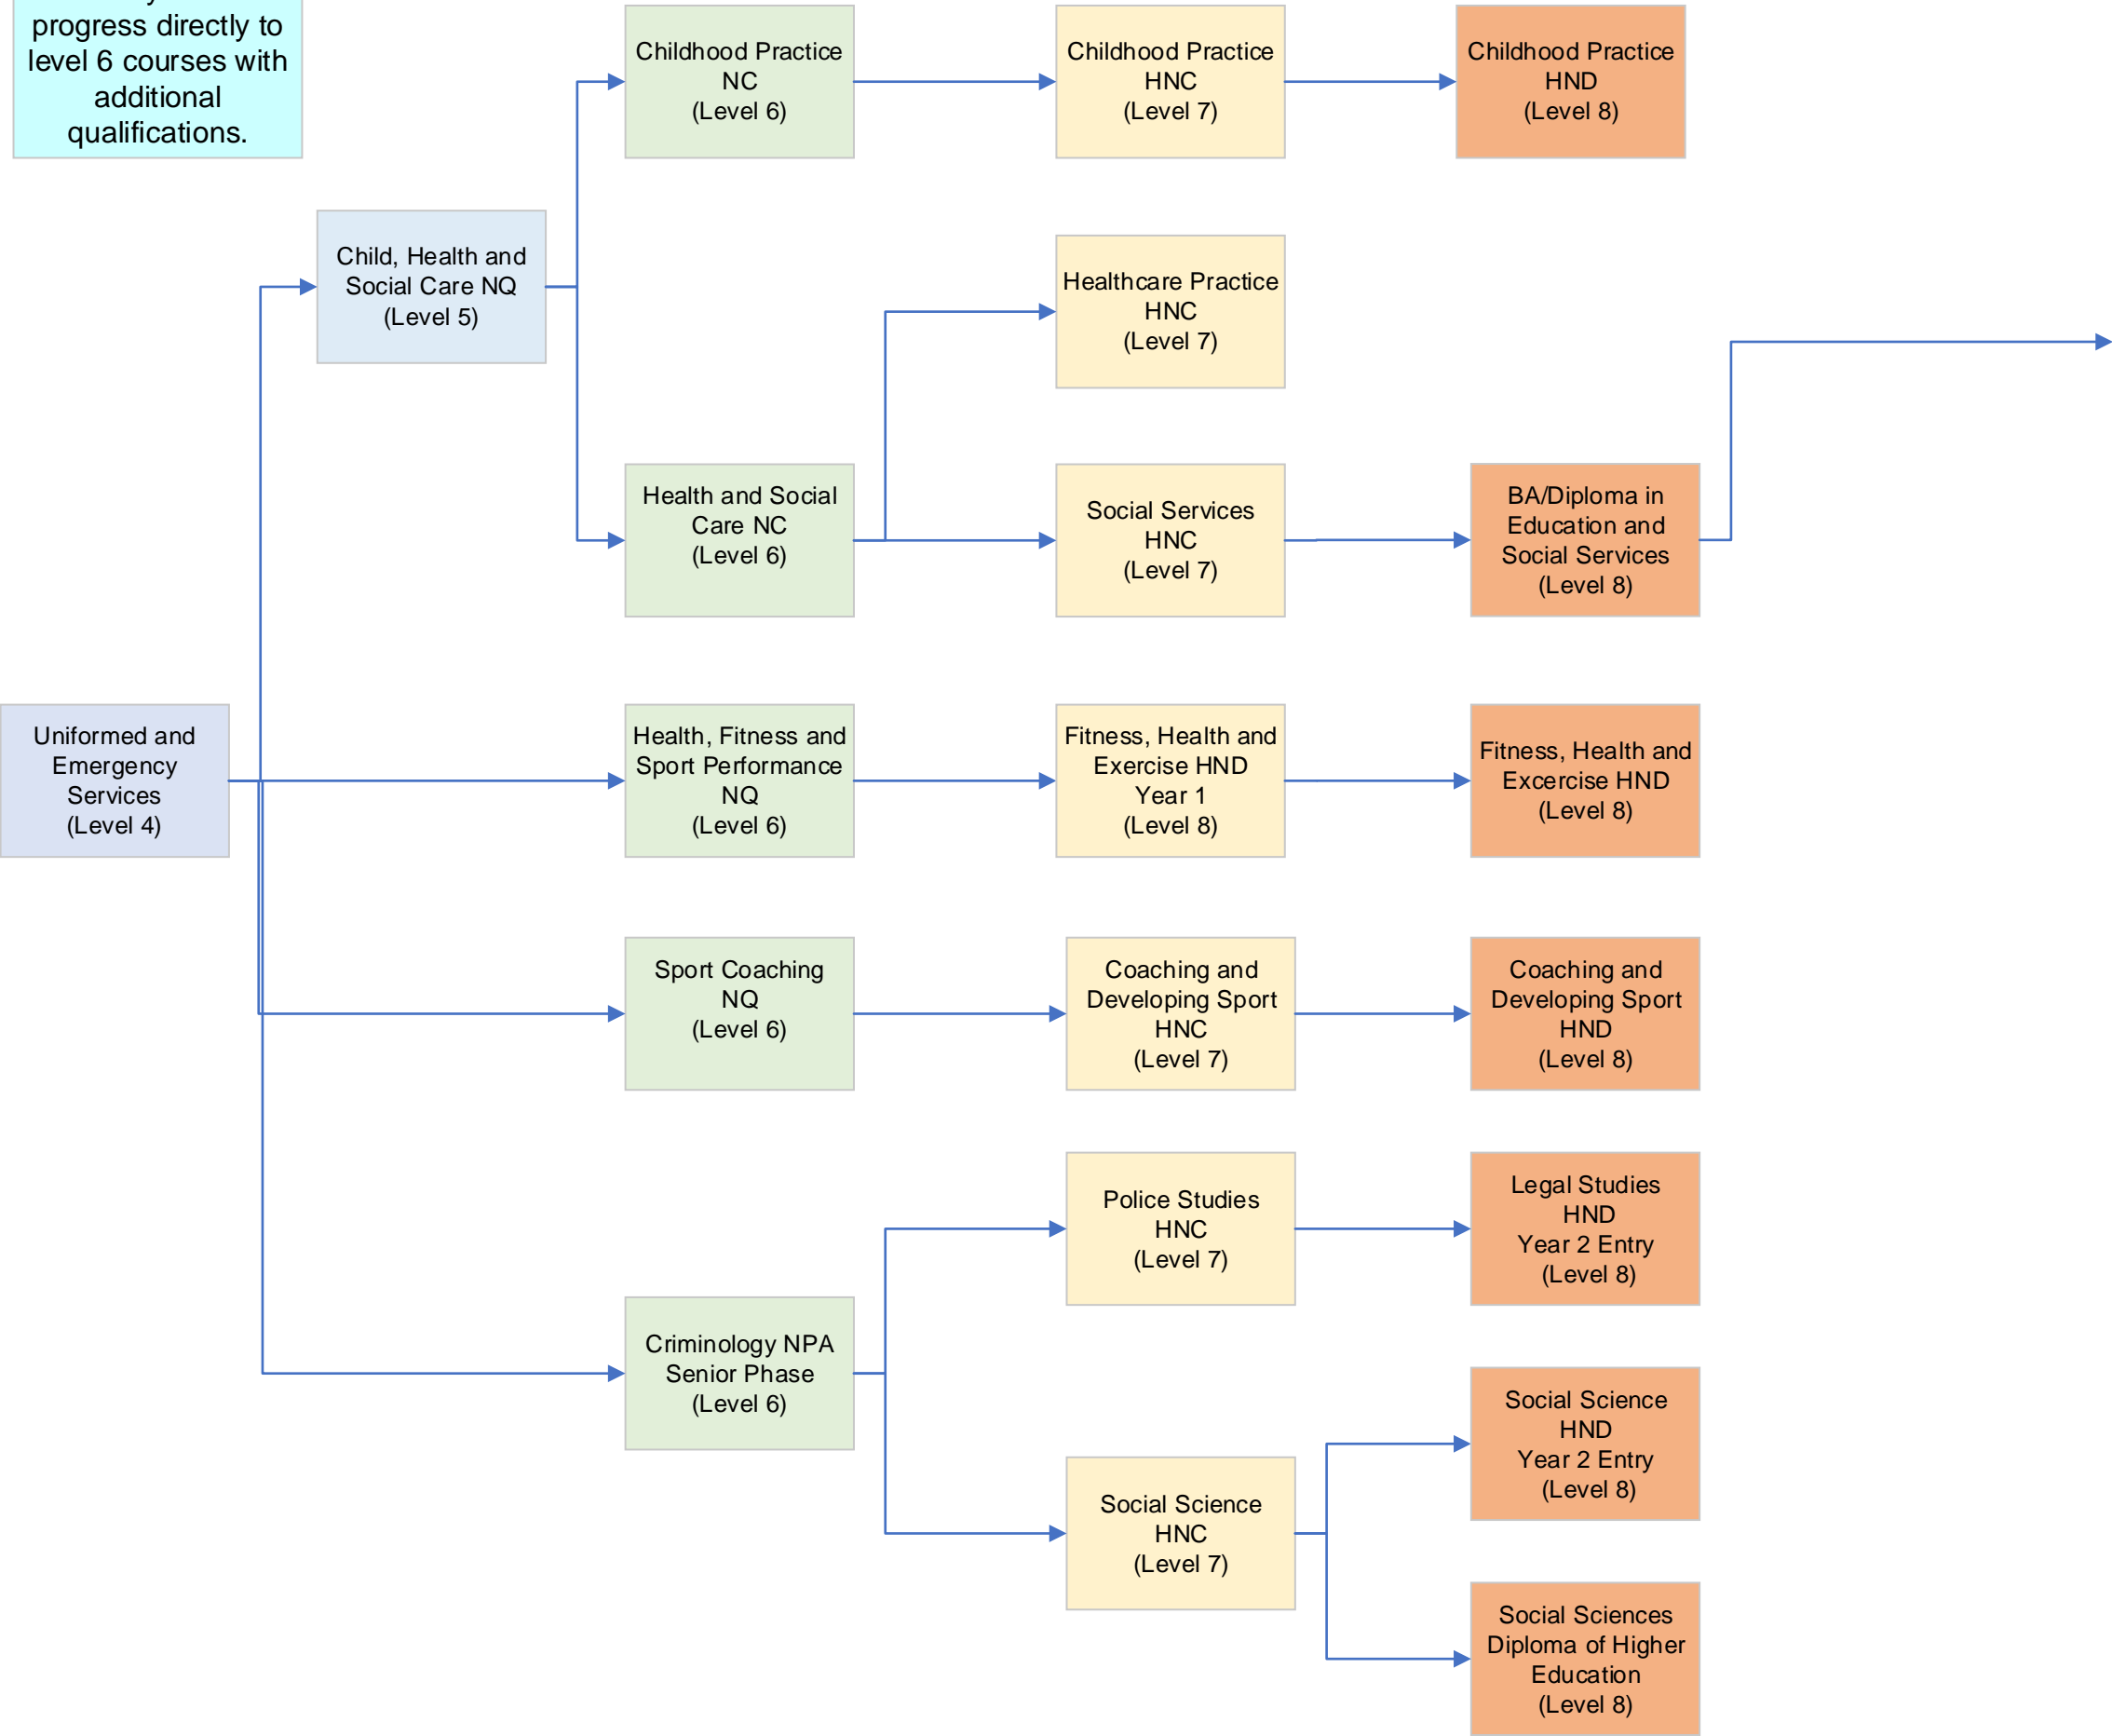 progress directly to
level 6 courses with
additional
qualifications.
Childhood Practice
NC
(Level 6)
Childhood Practice
HNC
(Level 7)
Childhood Practice
HND
(Level 8)
Child, Health and
Social Care NQ
(Level 5)
Healthcare Practice
HNC
(Level 7)
Health and Social
Care NC
(Level 6)
Social Services
HNC
(Level 7)
BA/Diploma in
Education and
Social Services
(Level 8)
Uniformed and
Emergency
Services
(Level 4)
Health, Fitness and
Sport Performance
NQ
(Level 6)
Fitness, Health and
Exercise HND
Year 1
(Level 8)
Fitness, Health and
Excercise HND
(Level 8)
Sport Coaching
NQ
(Level 6)
Coaching and
Developing Sport
HNC
(Level 7)
Coaching and
Developing Sport
HND
(Level 8)
Police Studies
HNC
(Level 7)
Legal Studies
HND
Year 2 Entry
(Level 8)
Criminology NPA
Senior Phase
(Level 6)
Social Science
HND
Year 2 Entry
(Level 8)
Social Science
HNC
(Level 7)
Social Sciences
Diploma of Higher
Education
(Level 8)